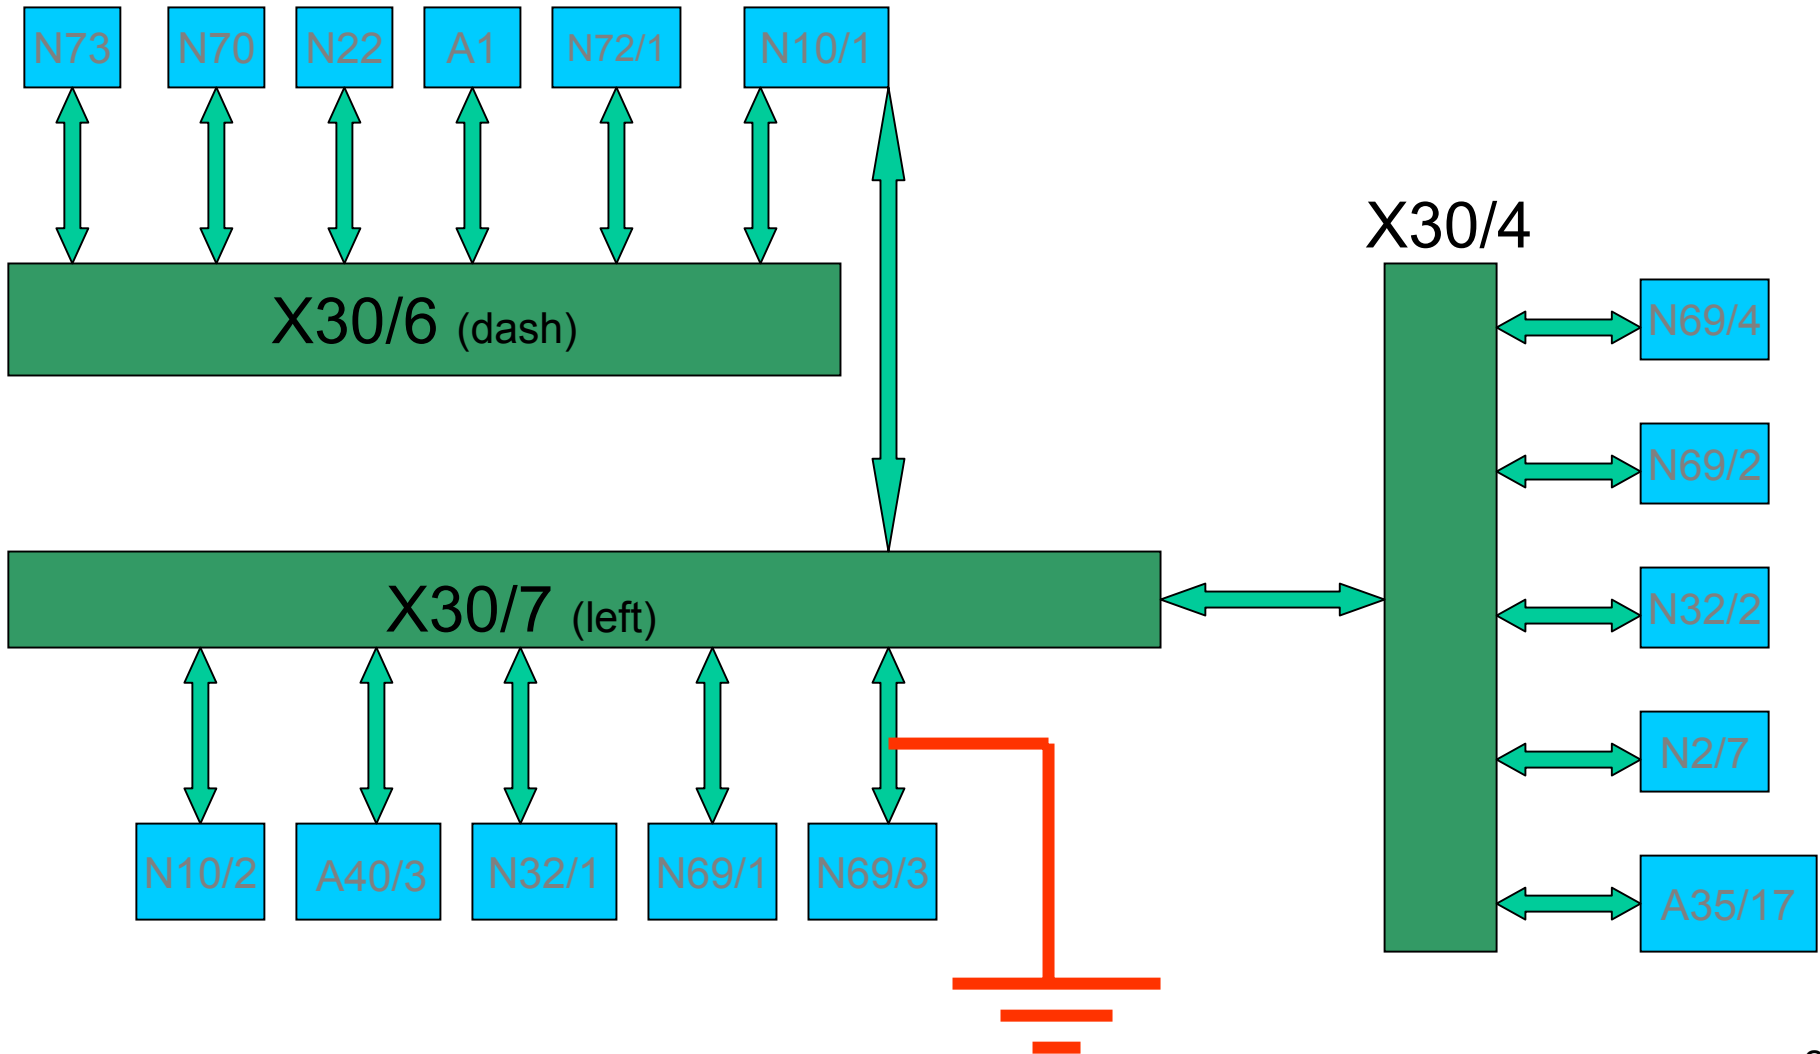 N73 N70 N22 A1 N72/1 N10/1
X30/4
X30/6 (dash)
N69/4
N69/2
X30/7 (left)
N32/2
N2/7
N10/2 A40/3 N32/1 N69/1 N69/3
A35/17